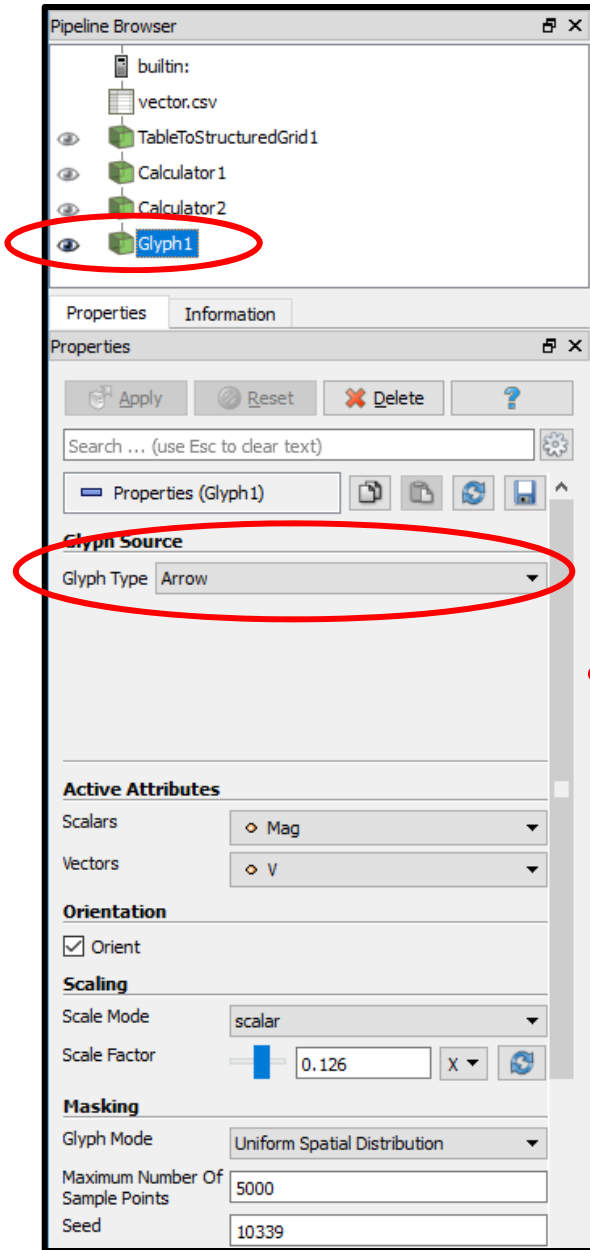 Pipeline Browser
builtin:
vector.csv
TableToStructuredGrid1
Calculator1
Calculator2
Glyph1
Properties Information
Properties
Apply Reset Delete ?
Search ... (use Esc to clear text)
Properties (Glyph1)
Glyph Source
Glyph Type Arrow
Active Attributes
Scalars Mag
Vectors V
Orientation
Orient
Scaling
Scale Mode scalar
Scale Factor 0.126 X
Masking
Glyph Mode Uniform Spatial Distribution
Maximum Number Of
Sample Points 5000
Seed 10339